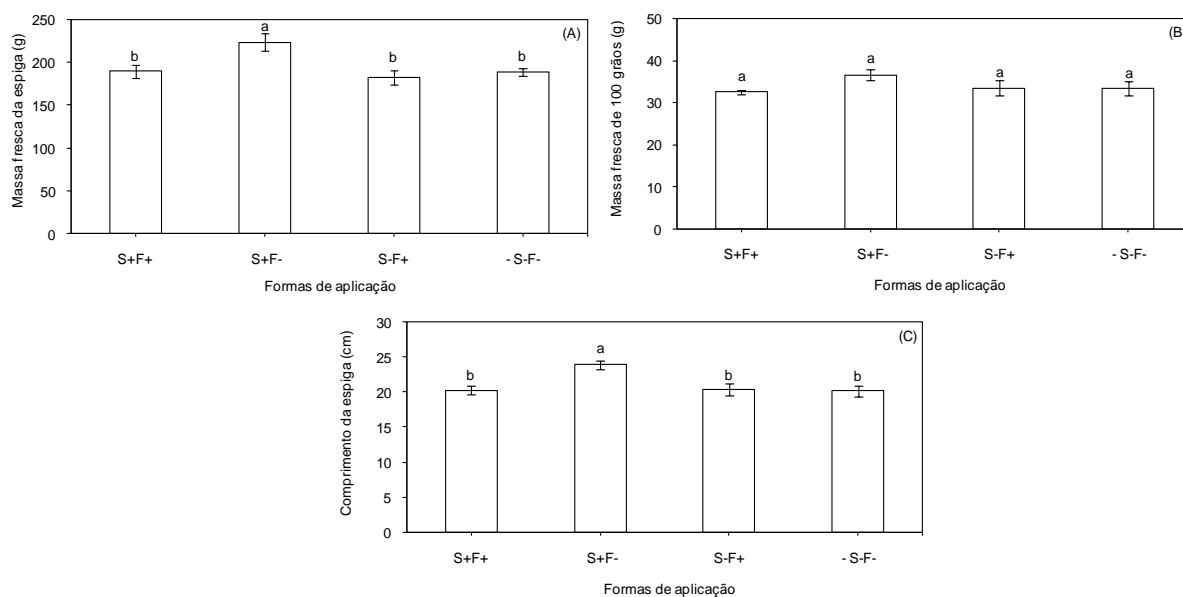 Massa fresca da espiga (g)
250
200
150
100
50
0
(A)
b
a
b
b
S+F+
S+F-
S-F+
- S-F-
Formas de aplicação
Massa fresca de 100 grãos (g)
50
40
30
20
10
0
(B
a
a
a
a
S+F+
S+F-
S-F+
- S-F-
Formas de aplicação
Comprimento da espiga (cm)
30
25
20
15
10
5
0
(C)
b
a
b
b
S+F+
S+F-
S-F+
- S-F-
Formas de aplicação